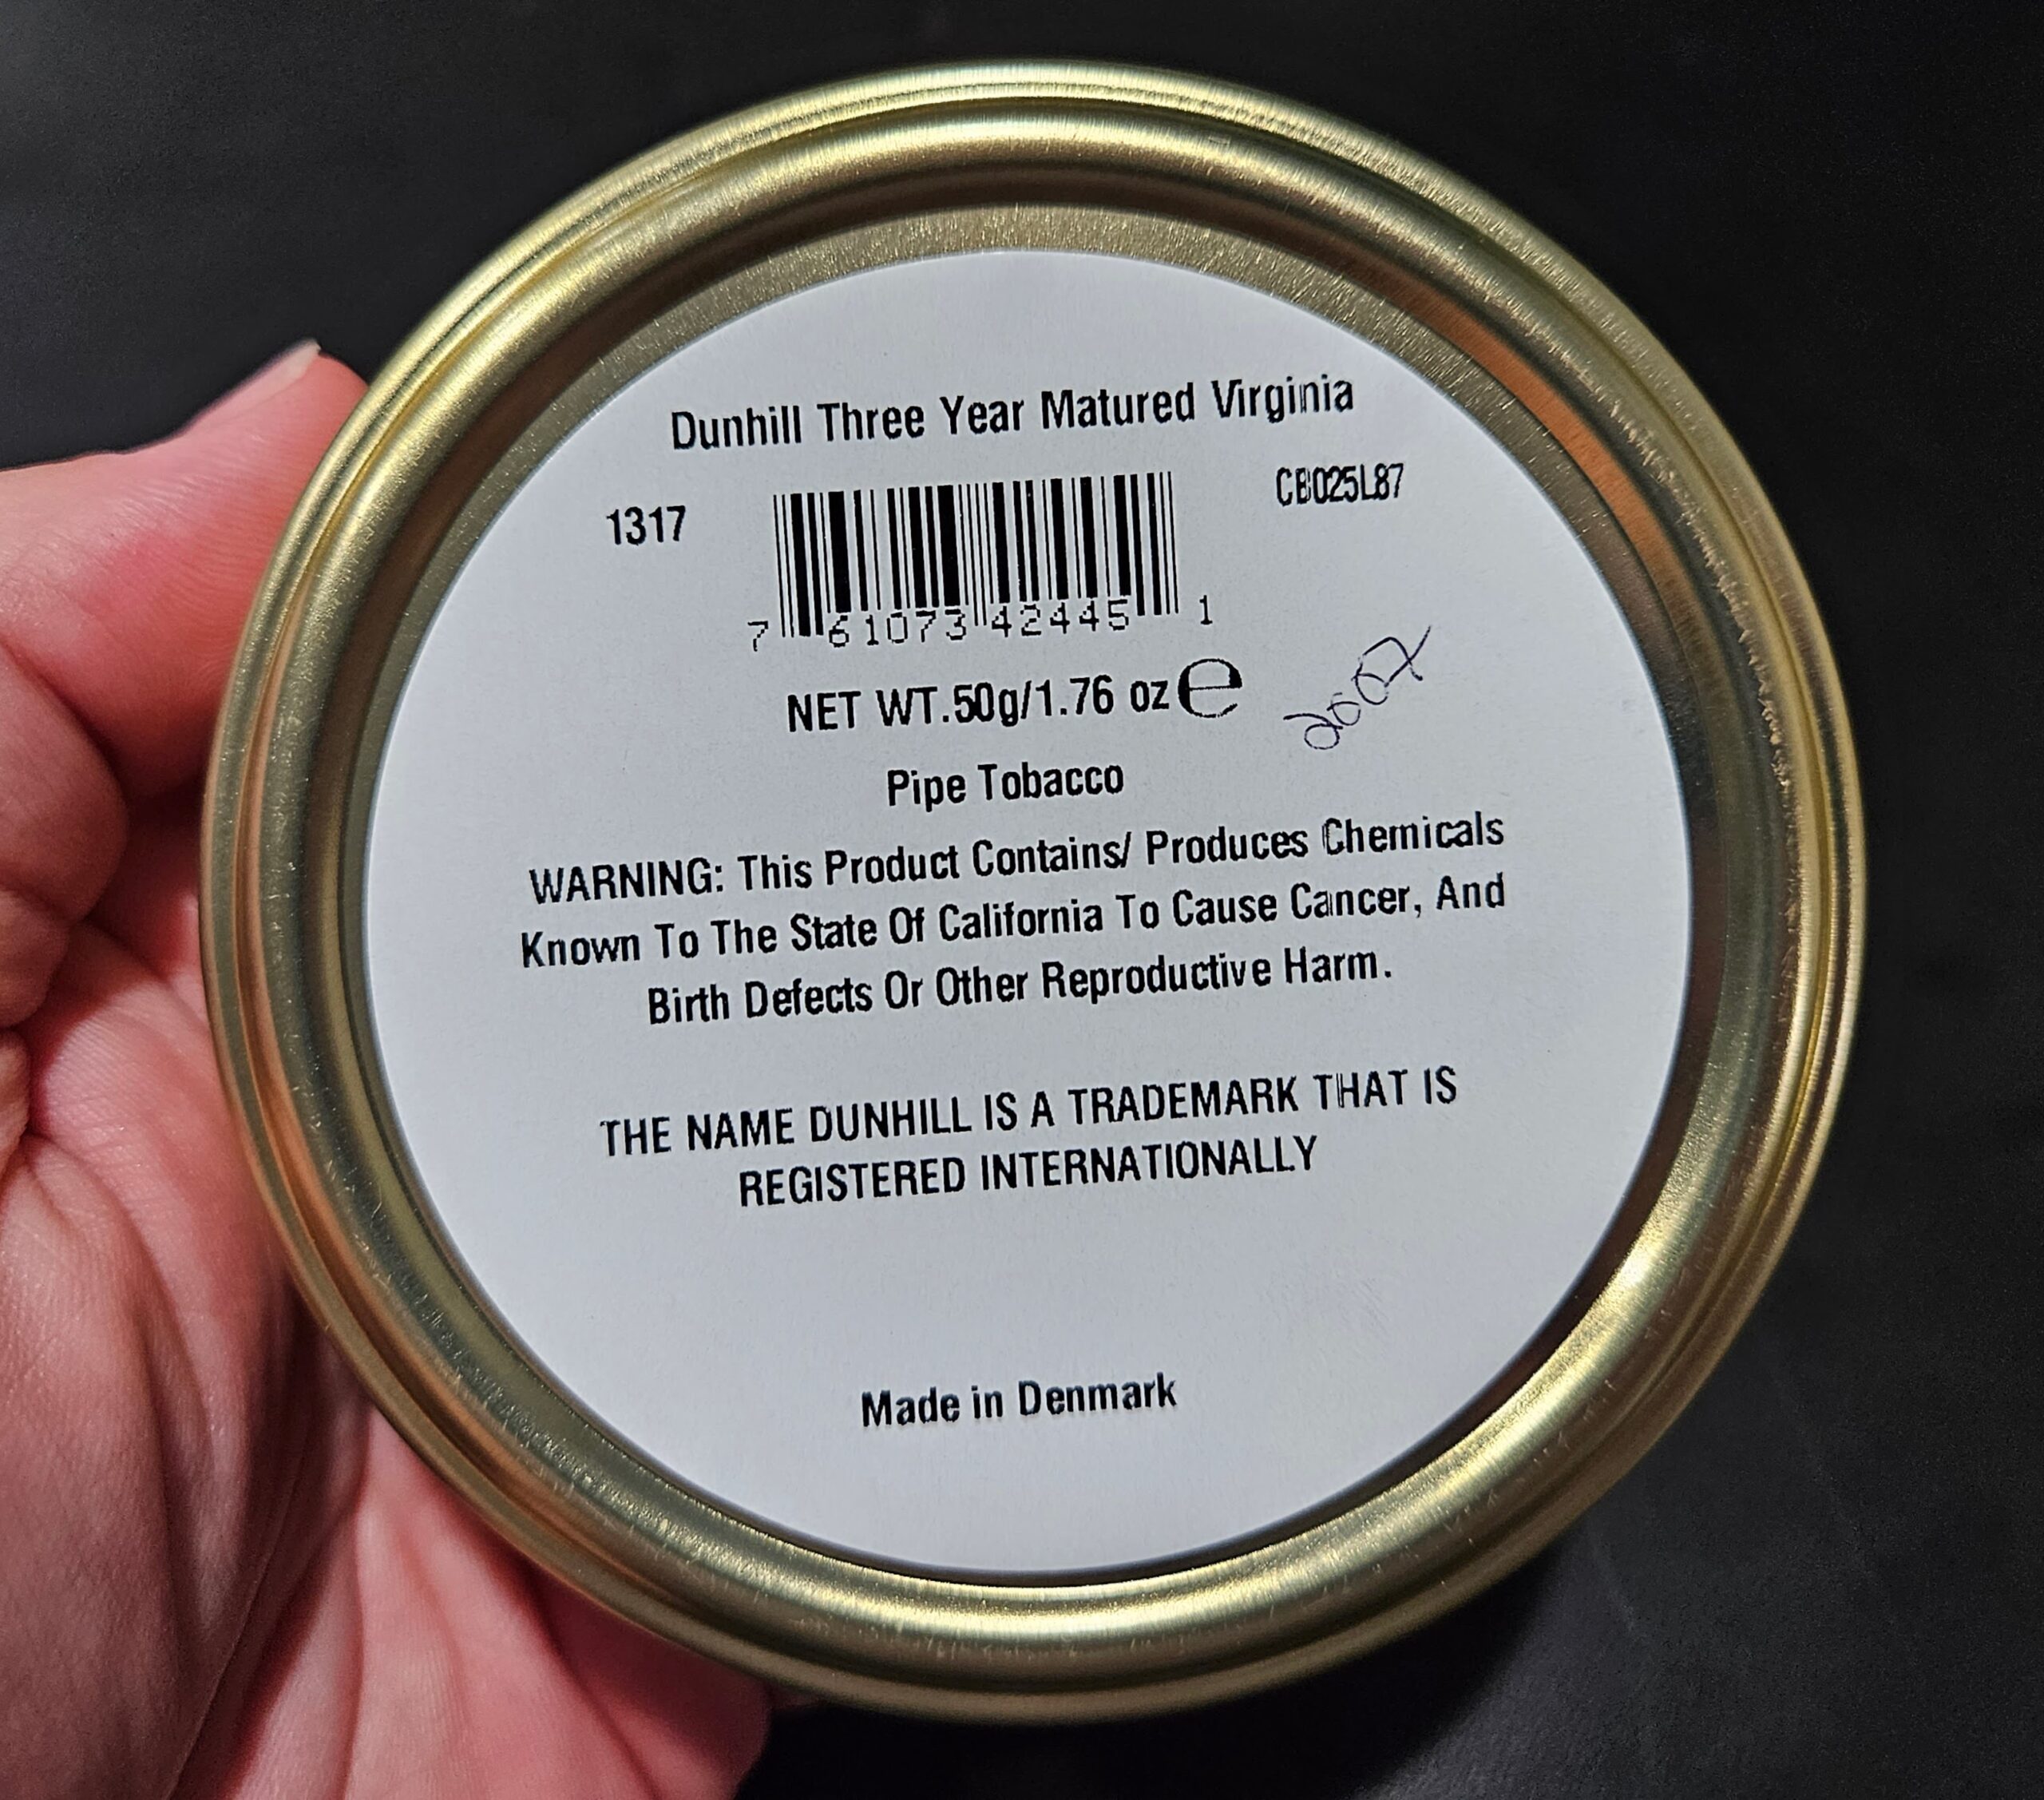 Dunhill Three Year Matured Virginia
1317
CB025L87
7 61073 42445 1
NET WT.50g/1.76 oz ℮
2007
Pipe Tobacco
WARNING: This Product Contains/ Produces Chemicals
Known To The State Of California To Cause Cancer, And
Birth Defects Or Other Reproductive Harm.
THE NAME DUNHILL IS A TRADEMARK THAT IS
REGISTERED INTERNATIONALLY
Made in Denmark